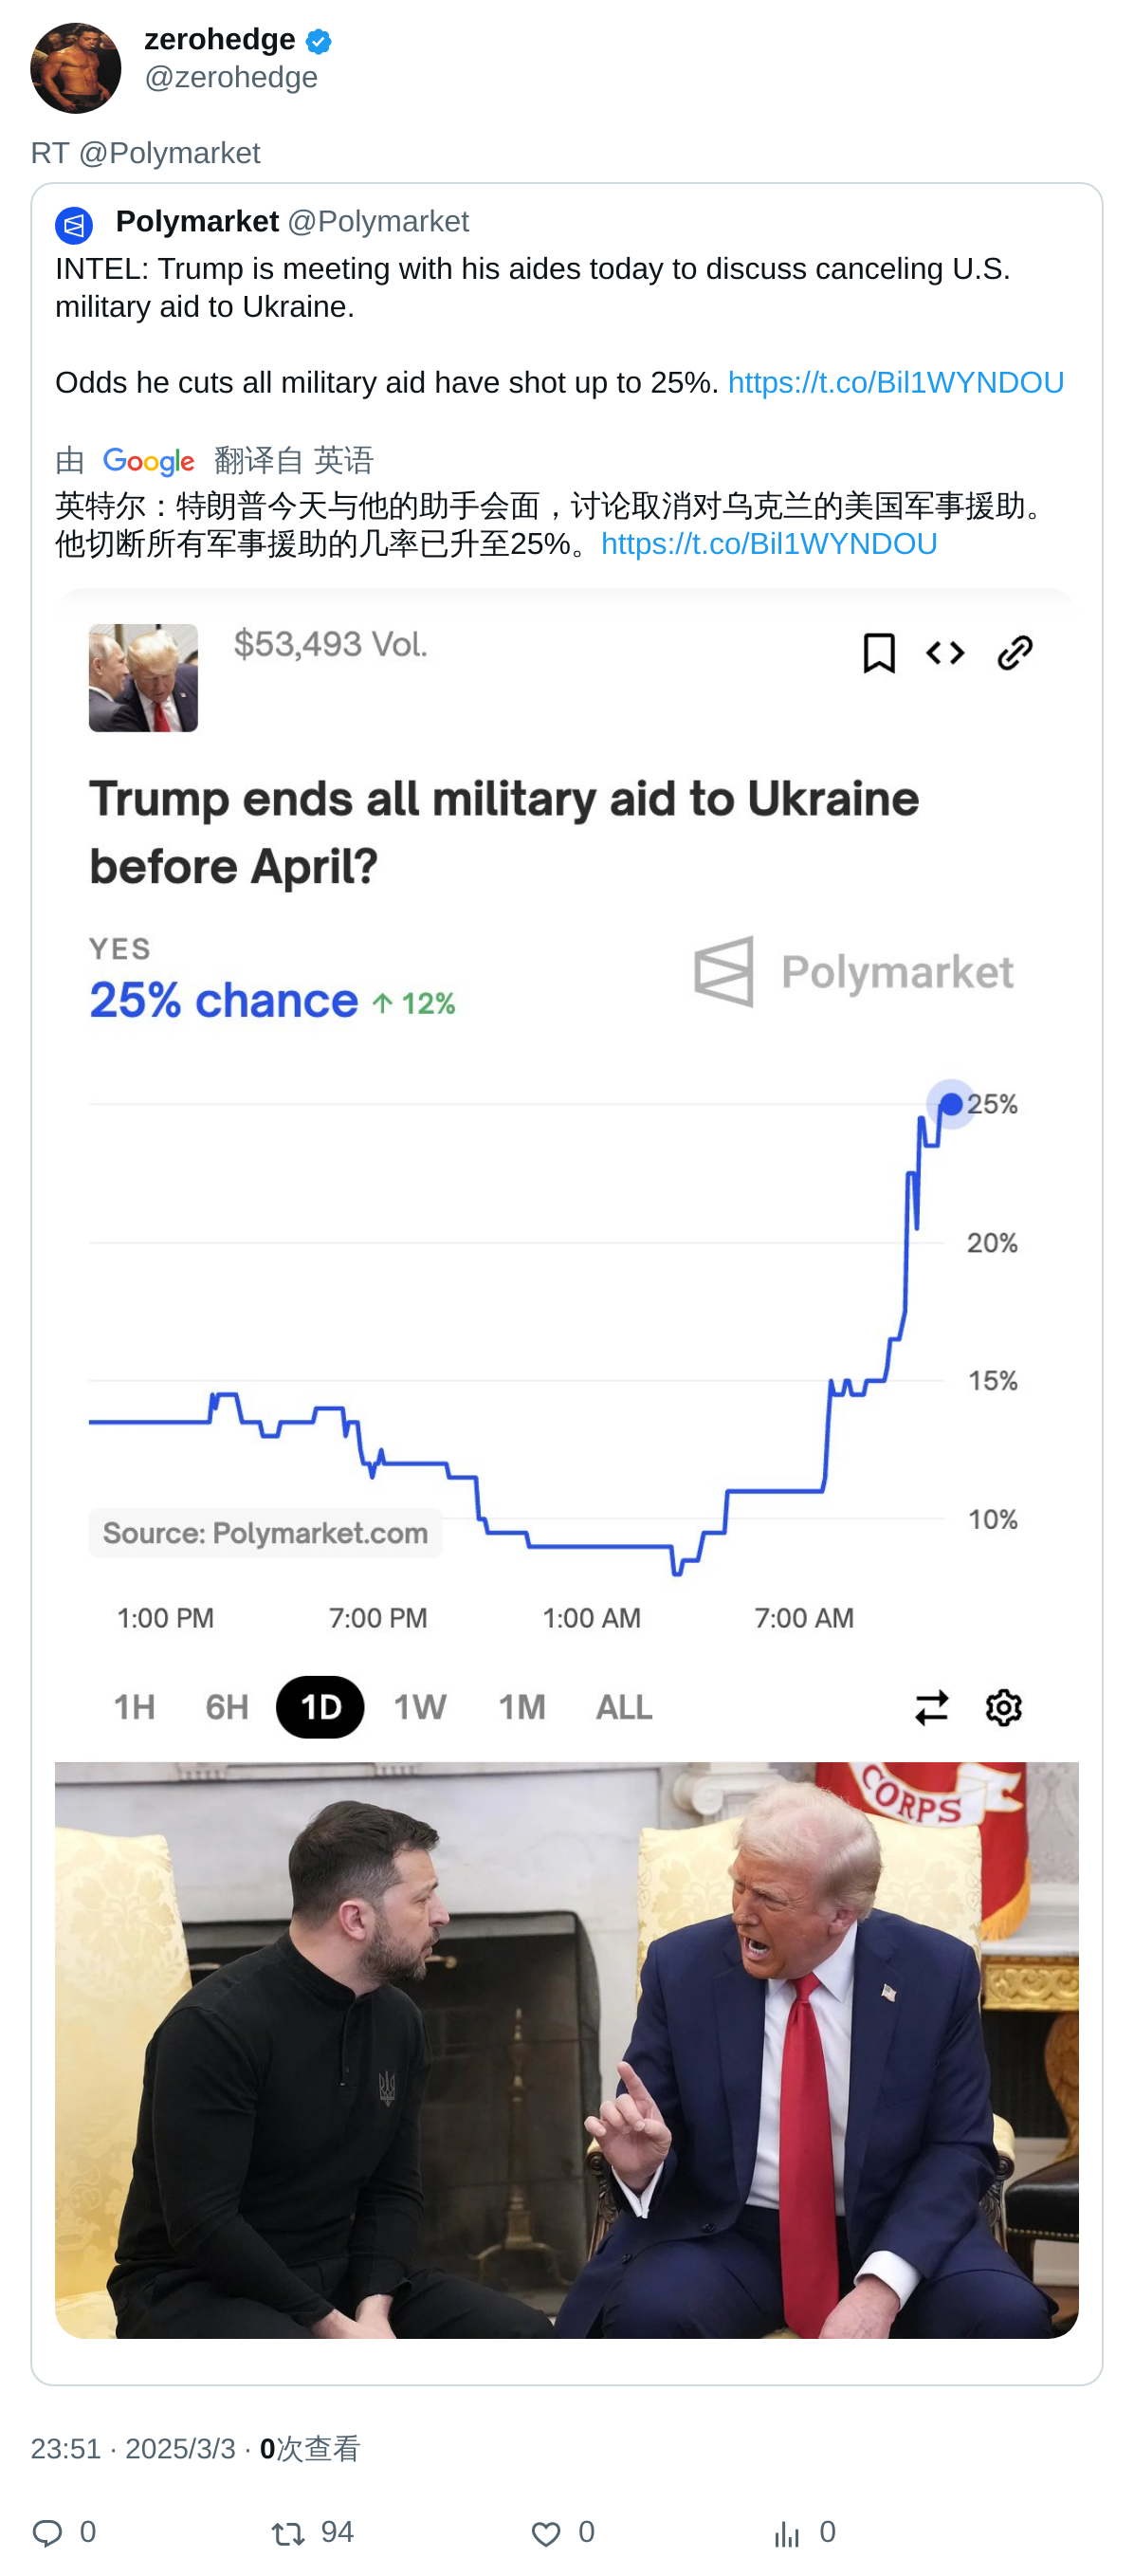 zerohedge
@zerohedge
RT @Polymarket
Polymarket @Polymarket
INTEL: Trump is meeting with his aides today to discuss canceling U.S.
military aid to Ukraine.
Odds he cuts all military aid have shot up to 25%. https://t.co/Bil1WYNDOU
由 Google 翻译自 英语
英特尔：特朗普今天与他的助手会面，讨论取消对乌克兰的美国军事援助。
他切断所有军事援助的几率已升至25%。https://t.co/Bil1WYNDOU
$53,493 Vol.
Trump ends all military aid to Ukraine
before April?
YES
25% chance ↑ 12%
Polymarket
25%
20%
15%
10%
Source: Polymarket.com
1:00 PM 7:00 PM 1:00 AM 7:00 AM
1H 6H 1D 1W 1M ALL
CORPS
23:51 · 2025/3/3 · 0次查看
0 94 0 0